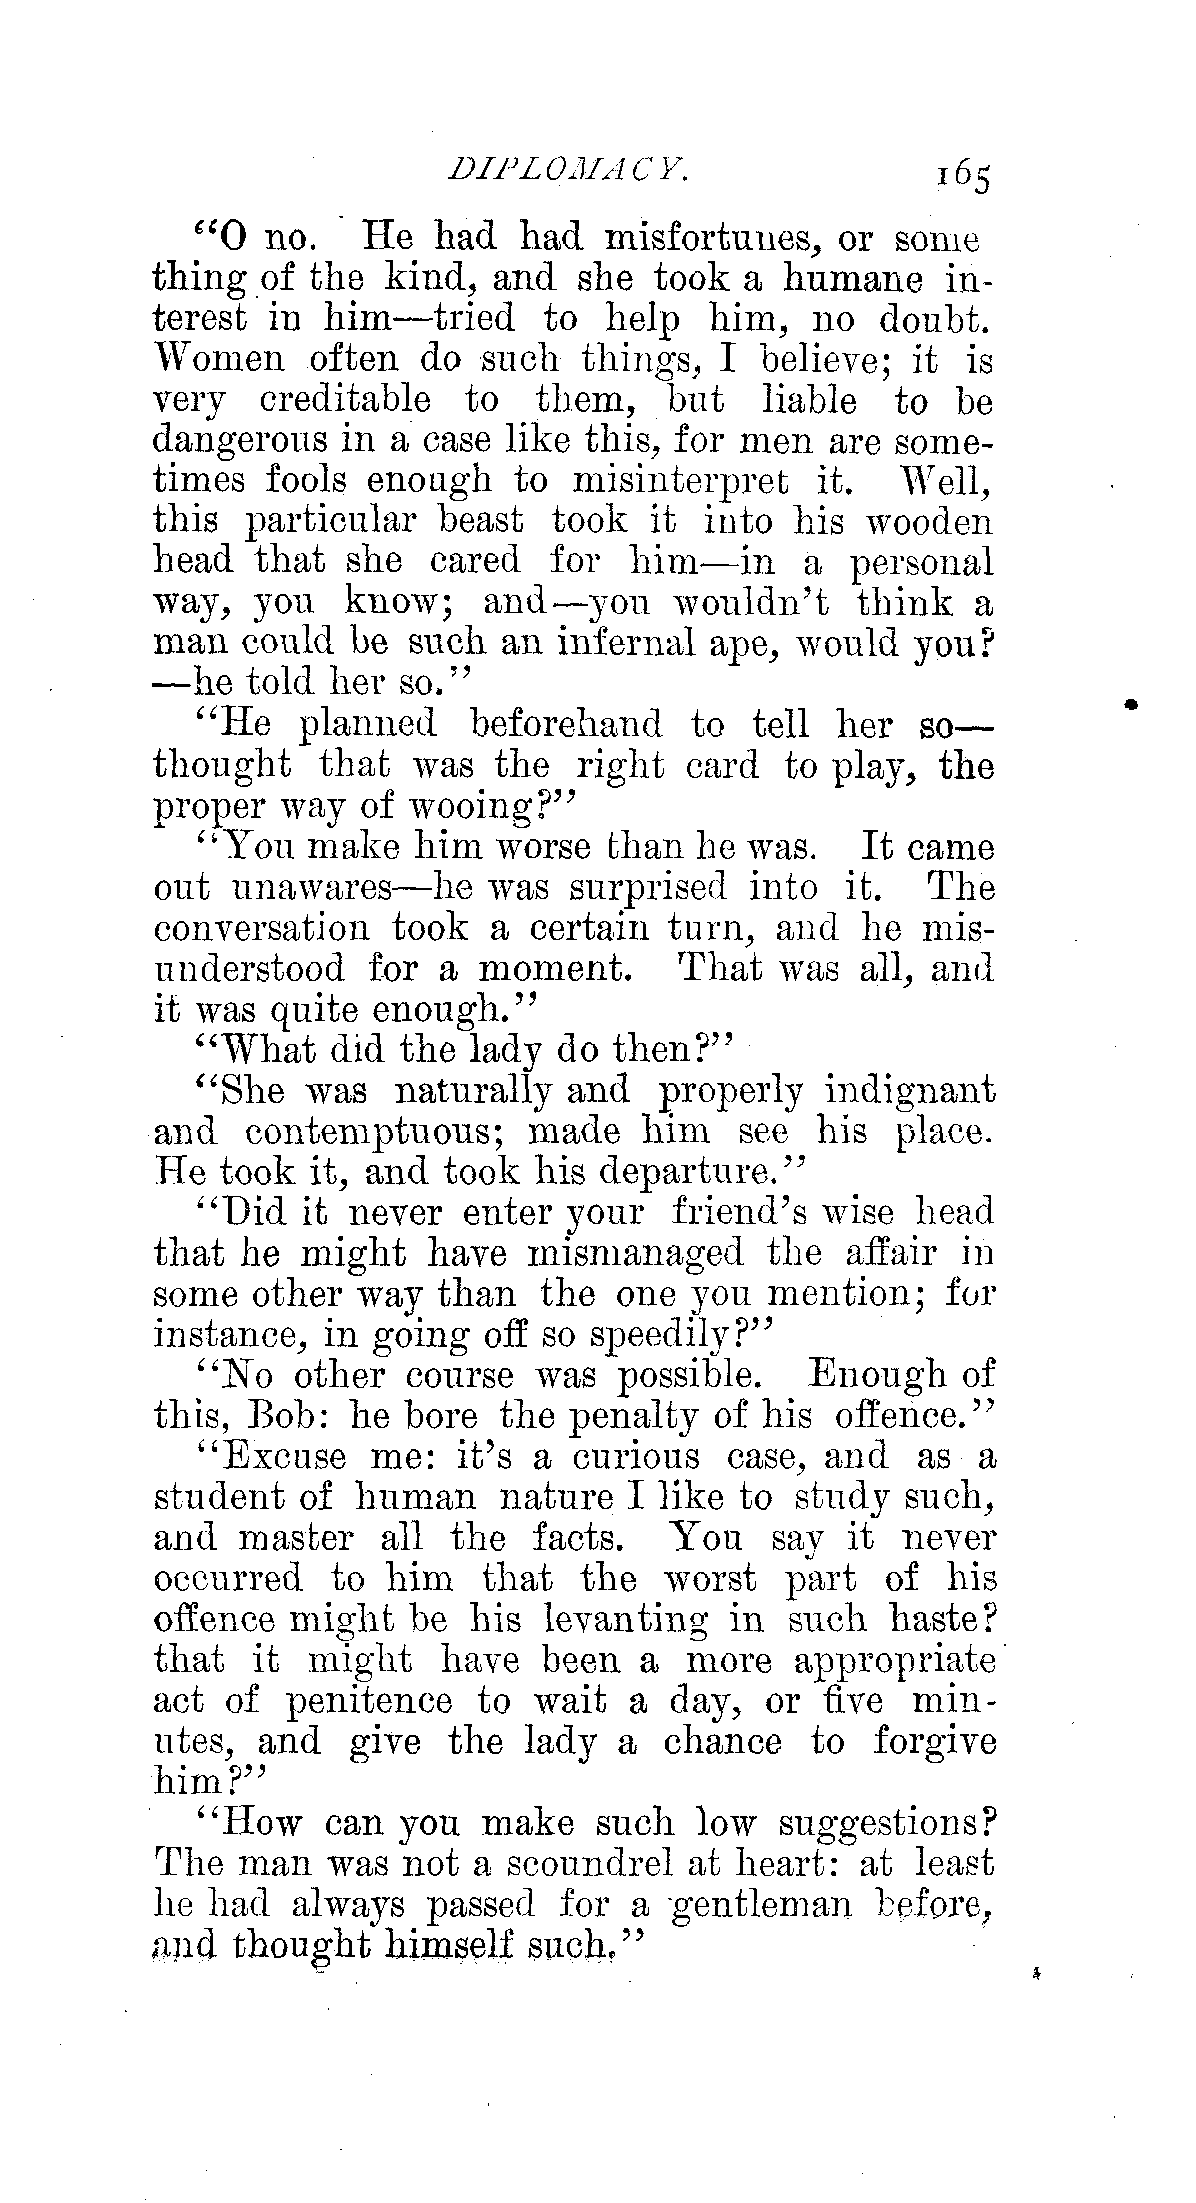 DIPLOMACY. 165
“O no. He had had misfortunes, or some
thing of the kind, and she took a humane in-
terest in him—tried to help him, no doubt.
Women often do such things, I believe; it is
very creditable to them, but liable to be
dangerous in a case like this, for men are some-
times fools enough to misinterpret it. Well,
this particular beast took it into his wooden
head that she cared for him—in a personal
way, you know; and—you wouldn’t think a
man could be such an infernal ape, would you?
—he told her so.”
“He planned beforehand to tell her so—
thought that was the right card to play, the
proper way of wooing?”
“You make him worse than he was. It came
out unawares—he was surprised into it. The
conversation took a certain turn, and he mis-
understood for a moment. That was all, and
it was quite enough.”
“What did the lady do then?”
“She was naturally and properly indignant
and contemptuous; made him see his place.
He took it, and took his departure.”
“Did it never enter your friend’s wise head
that he might have mismanaged the affair in
some other way than the one you mention; for
instance, in going off so speedily?”
“No other course was possible. Enough of
this, Bob: he bore the penalty of his offence.”
“Excuse me: it’s a curious case, and as a
student of human nature I like to study such,
and master all the facts. You say it never
occurred to him that the worst part of his
offence might be his levanting in such haste?
that it might have been a more appropriate
act of penitence to wait a day, or five min-
utes, and give the lady a chance to forgive
him?”
“How can you make such low suggestions?
The man was not a scoundrel at heart: at least
he had always passed for a gentleman before,
and thought himself such.”